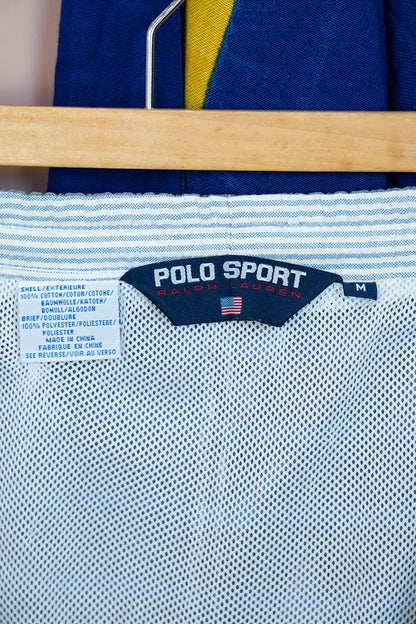 SHELL/EXTERIEURE
100% COTTON/COTON/COTONE/
BAUMWOLLE/KATOEN/
BOMULL/ALGODON
BRIEF/DOUBLURE
100% POLYESTER/POLIESTERE/
POLIESTER
MADE IN CHINA
FABRIQUE EN CHINE
SEE REVERSE/VOIR AU VERSO
POLO SPORT
RALPH LAUREN
M